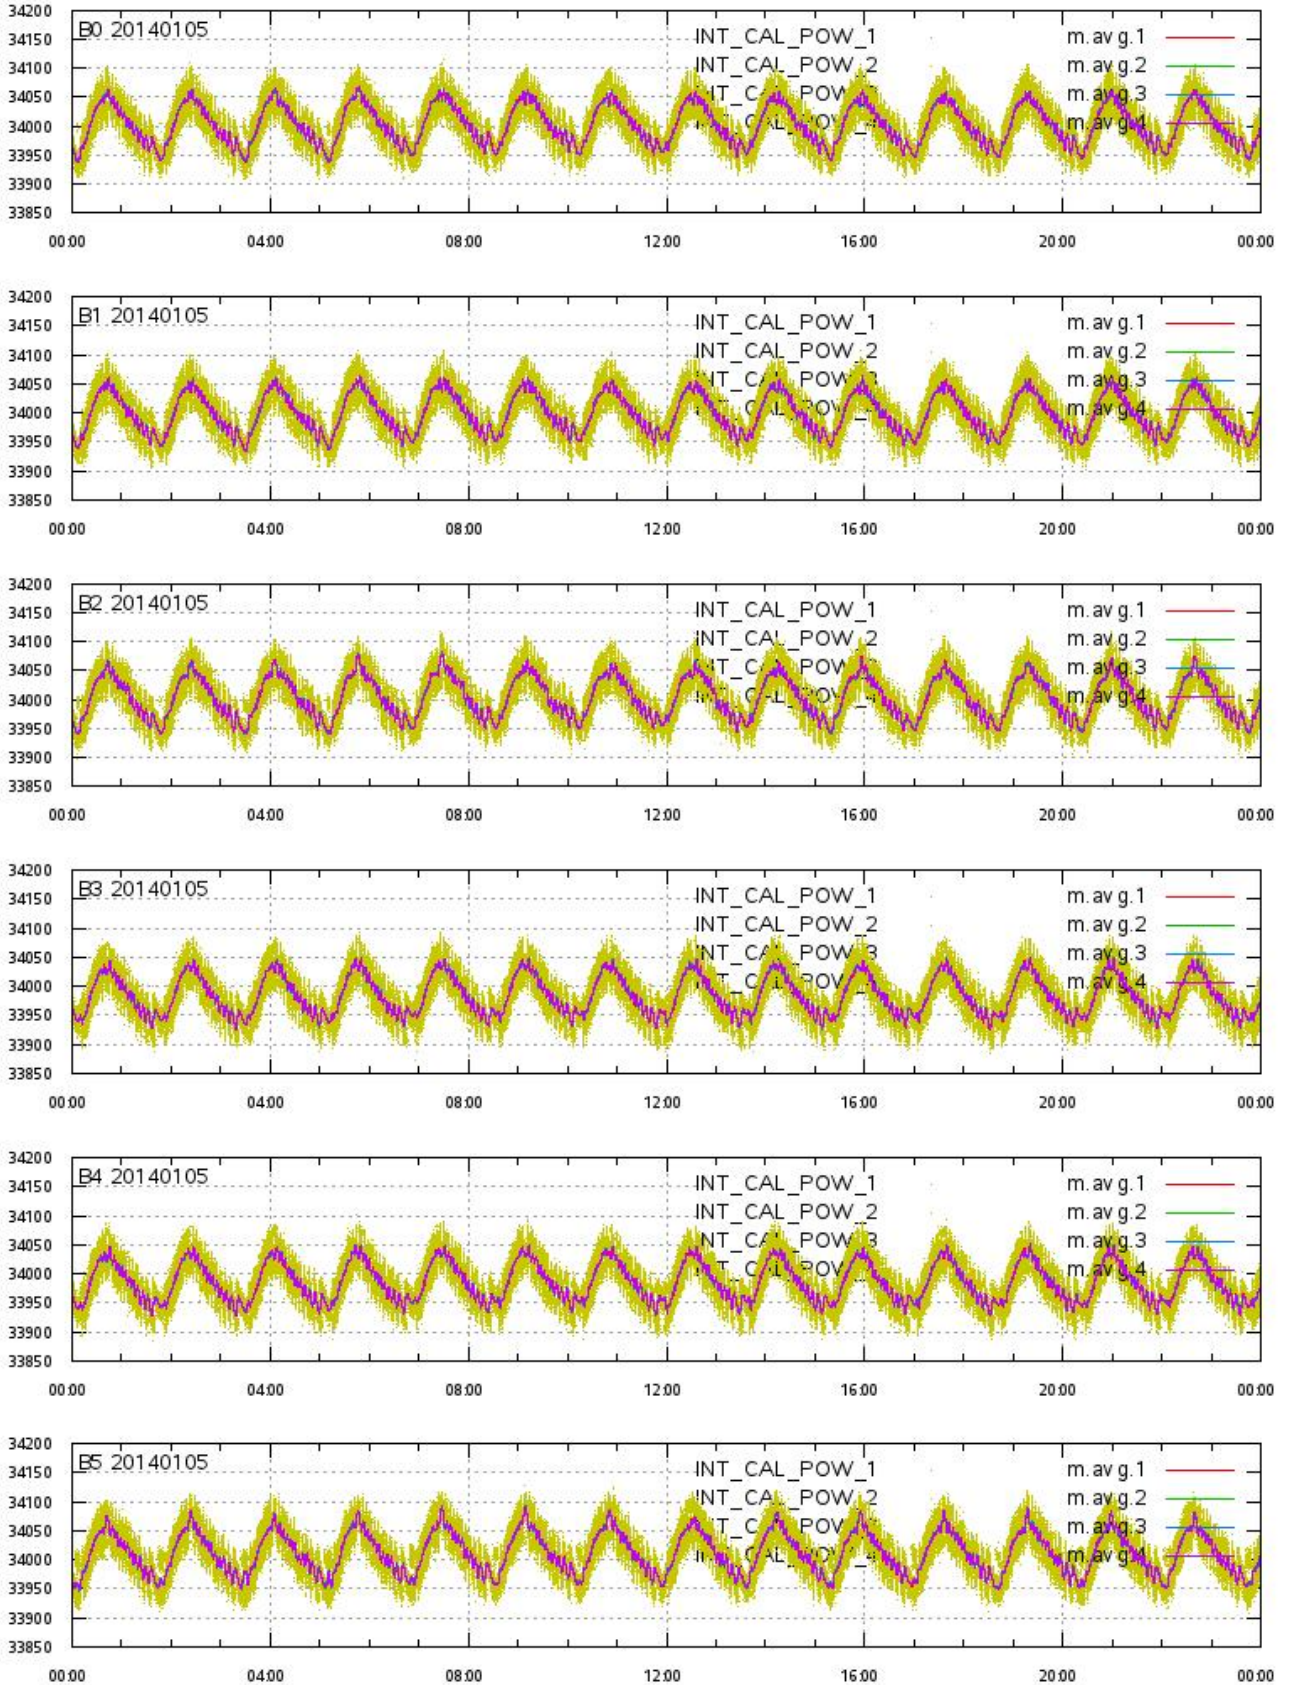 34200
B0 20140105 INT_CAL_POW_1 m.avg.1
34150
34100 INT_CAL_POW_2 m.avg.2
34050 m.avg.3
34000 m.avg.4
33950
33900
33850
00:00 04:00 08:00 12:00 16:00 20:00 00:00
34200
B1 20140105 INT_CAL_POW_1 m.avg.1
34150
34100 INT_CAL_POW_2 m.avg.2
34050 m.avg.3
34000 m.avg.4
33950
33900
33850
00:00 04:00 08:00 12:00 16:00 20:00 00:00
34200
B2 20140105 INT_CAL_POW_1 m.avg.1
34150
34100 INT_CAL_POW_2 m.avg.2
34050 m.avg.3
34000 m.avg.4
33950
33900
33850
00:00 04:00 08:00 12:00 16:00 20:00 00:00
34200
B3 20140105 INT_CAL_POW_1 m.avg.1
34150
34100 INT_CAL_POW_2 m.avg.2
34050 INT_CAL_POW_3 m.avg.3
34000 m.avg.4
33950
33900
33850
00:00 04:00 08:00 12:00 16:00 20:00 00:00
34200
B4 20140105 INT_CAL_POW_1 m.avg.1
34150
34100 INT_CAL_POW_2 m.avg.2
34050 INT_CAL_POW_3 m.avg.3
34000 m.avg.4
33950
33900
33850
00:00 04:00 08:00 12:00 16:00 20:00 00:00
34200
B5 20140105 INT_CAL_POW_1 m.avg.1
34150
34100 INT_CAL_POW_2 m.avg.2
34050 m.avg.3
34000 m.avg.4
33950
33900
33850
00:00 04:00 08:00 12:00 16:00 20:00 00:00